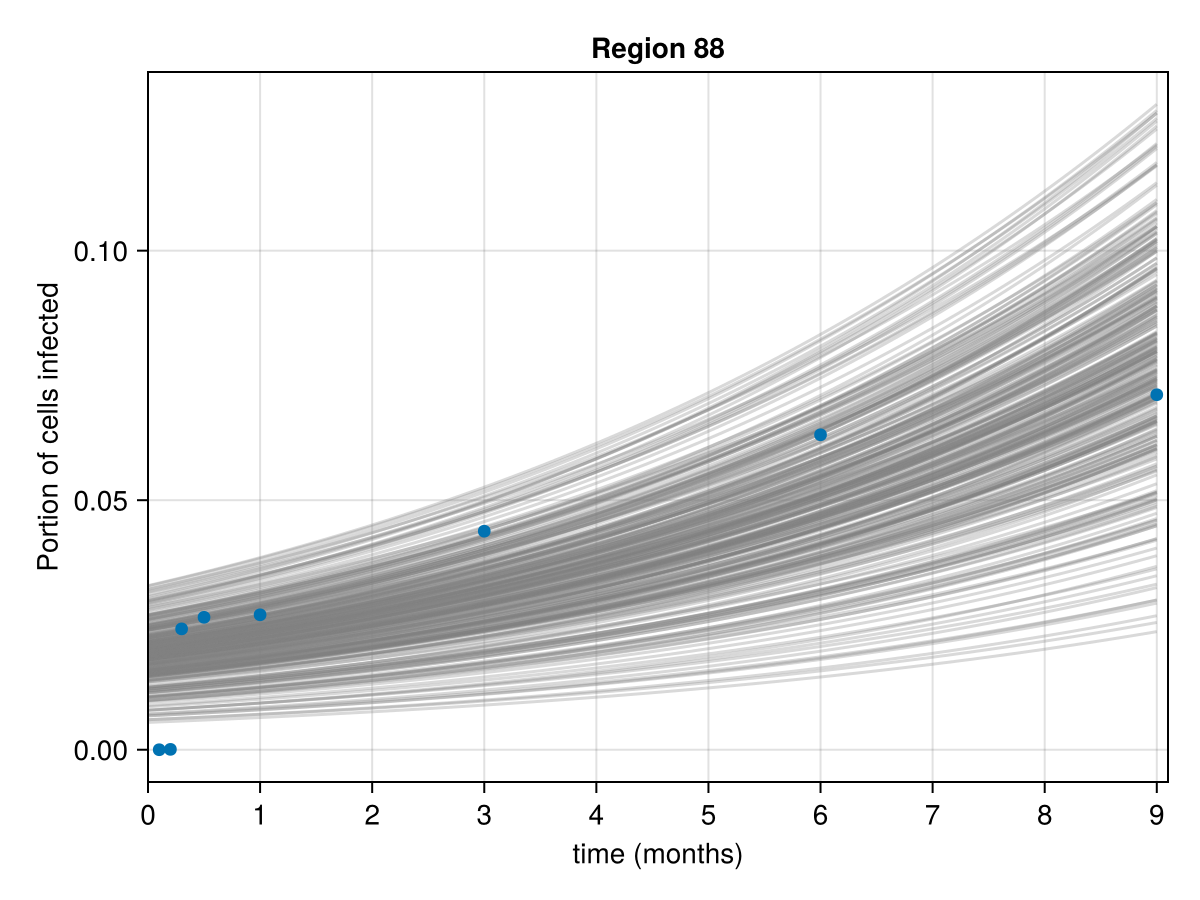 Region 88
Portion of cells infected
0.10
0.05
0.00
0 1 2 3 4 5 6 7 8 9
time (months)